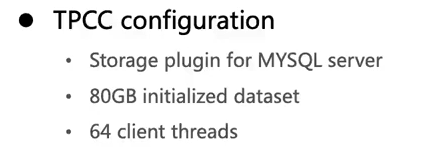 ● TPCC configuration
• Storage plugin for MYSQL server
• 80GB initialized dataset
• 64 client threads